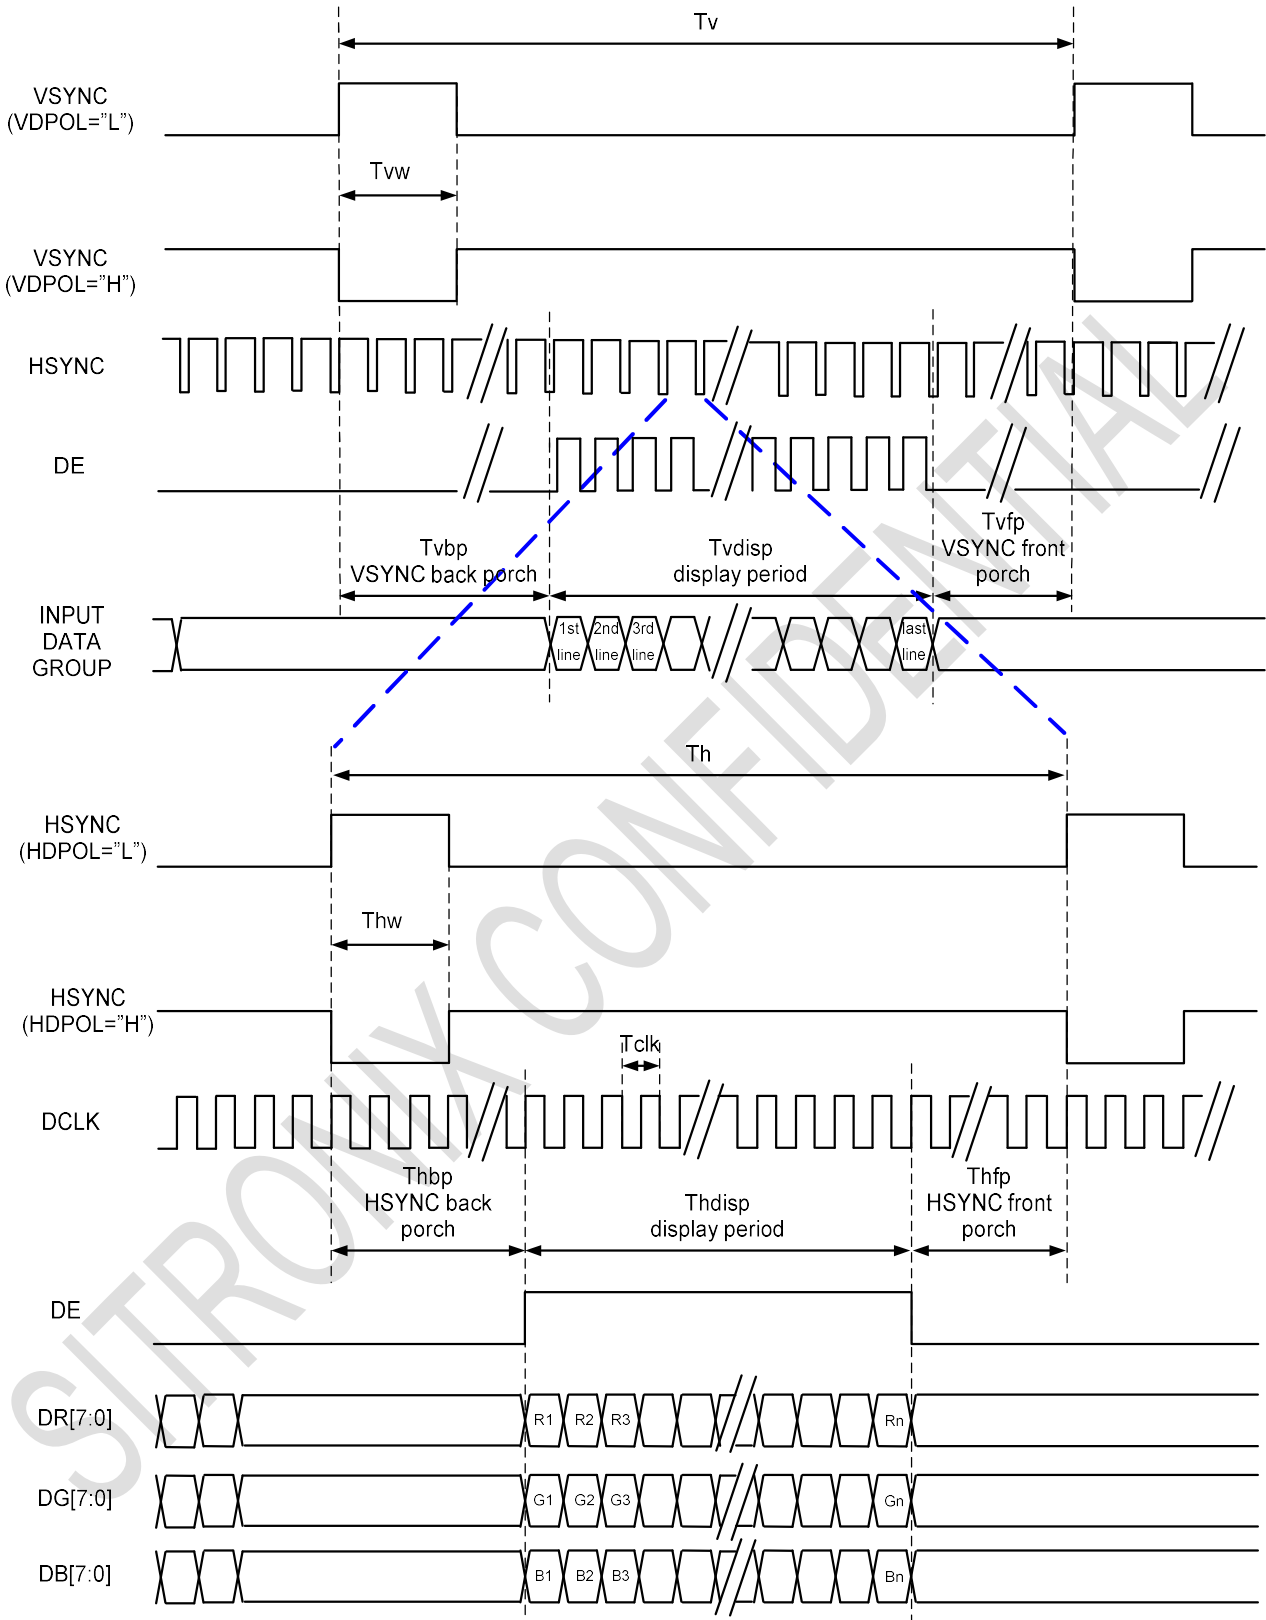 Tv
VSYNC
(VDPOL=”L”)
Tvw
VSYNC
(VDPOL=”H”)
HSYNC
DE
Tvbp
VSYNC back porch
Tvdisp
display period
Tvfp
VSYNC front
porch
INPUT
DATA
GROUP
1st
line
2nd
line
3rd
line
last
line
Th
HSYNC
(HDPOL=”L”)
Thw
HSYNC
(HDPOL=”H”)
Tclk
DCLK
Thbp
HSYNC back
porch
Thdisp
display period
Thfp
HSYNC front
porch
DE
DR[7:0]
R1 R2 R3 Rn
DG[7:0]
G1 G2 G3 Gn
DB[7:0]
B1 B2 B3 Bn
SITRONIX CONFIDENTIAL